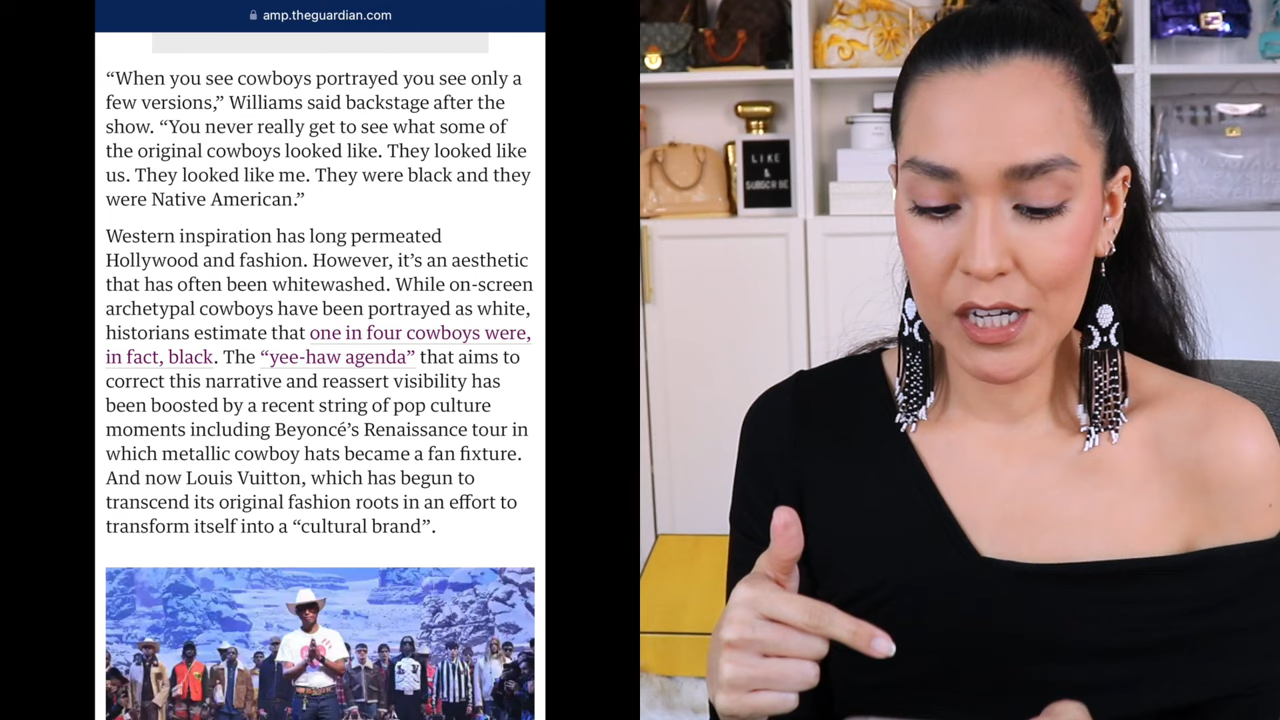 amp.theguardian.com
“When you see cowboys portrayed you see only a
few versions,” Williams said backstage after the
show. “You never really get to see what some of
the original cowboys looked like. They looked like
us. They looked like me. They were black and they
were Native American.”
Western inspiration has long permeated
Hollywood and fashion. However, it’s an aesthetic
that has often been whitewashed. While on-screen
archetypal cowboys have been portrayed as white,
historians estimate that one in four cowboys were,
in fact, black. The “yee-haw agenda” that aims to
correct this narrative and reassert visibility has
been boosted by a recent string of pop culture
moments including Beyoncé’s Renaissance tour in
which metallic cowboy hats became a fan fixture.
And now Louis Vuitton, which has begun to
transcend its original fashion roots in an effort to
transform itself into a “cultural brand”.
LIKE
&
SUBSCRIBE